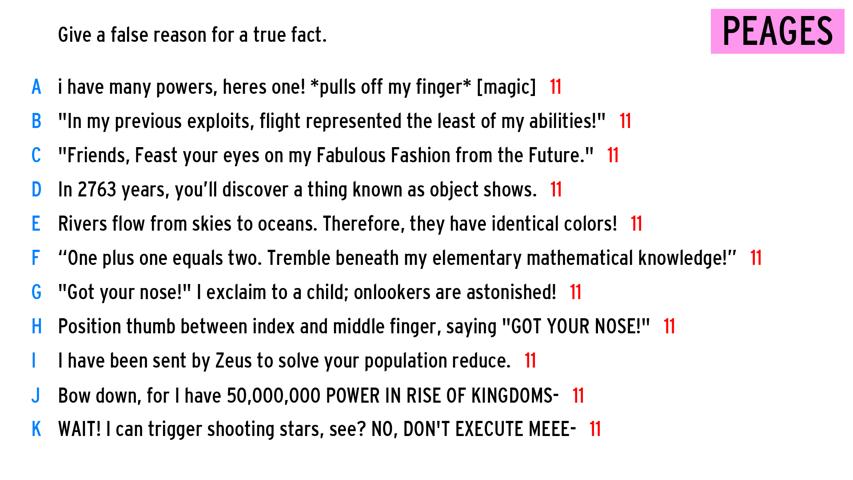 Give a false reason for a true fact.
PEAGES
A i have many powers, heres one! *pulls off my finger* [magic] 11
B "In my previous exploits, flight represented the least of my abilities!" 11
C "Friends, Feast your eyes on my Fabulous Fashion from the Future." 11
D In 2763 years, you’ll discover a thing known as object shows. 11
E Rivers flow from skies to oceans. Therefore, they have identical colors! 11
F “One plus one equals two. Tremble beneath my elementary mathematical knowledge!” 11
G "Got your nose!" I exclaim to a child; onlookers are astonished! 11
H Position thumb between index and middle finger, saying "GOT YOUR NOSE!" 11
I I have been sent by Zeus to solve your population reduce. 11
J Bow down, for I have 50,000,000 POWER IN RISE OF KINGDOMS- 11
K WAIT! I can trigger shooting stars, see? NO, DON'T EXECUTE MEEE- 11